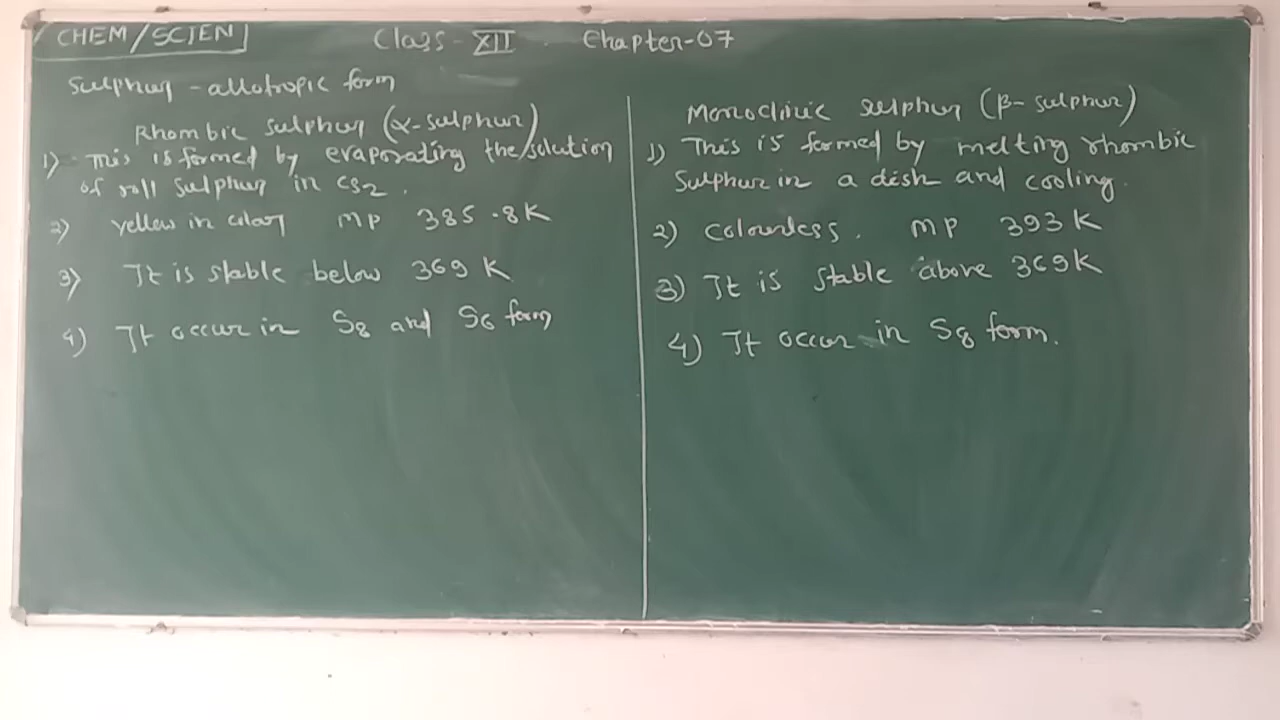 CHEM/SCIEN Class-XII Chapter-07
Sulphur - allotropic form
Rhombic sulphur (α-sulphur)
1) This is formed by evaporating the solution
of roll sulphur in CS2.
2) yellow in colour MP 385.8K
3) It is stable below 369 K
4) It occur in S8 and S6 form
Monoclinic sulphur (β-sulphur)
1) This is formed by melting rhombic
Sulphur in a dish and cooling.
2) Colourless. MP 393K
3) It is stable above 369K
4) It occur in S8 form.